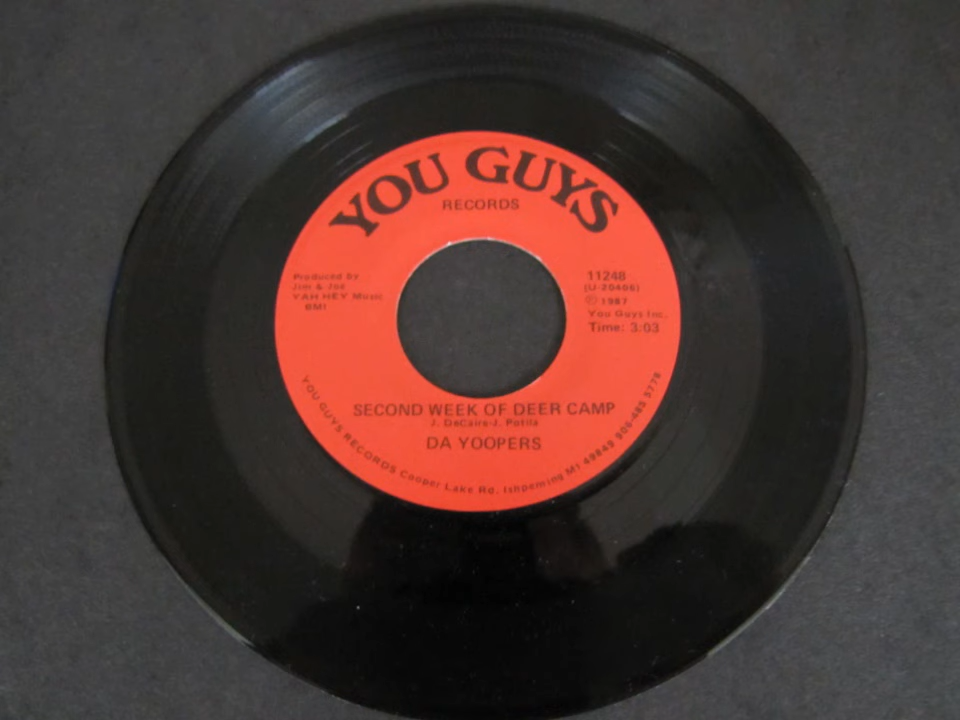 YOU GUYS
RECORDS
Produced by
Jim & Joe
YAH HEY Music
BMI
11248
(U-20406)
℗ 1987
You Guys Inc.
Time: 3:03
SECOND WEEK OF DEER CAMP
J. DeCaire-J. Potila
DA YOOPERS
YOU GUYS RECORDS Cooper Lake Rd. Ishpeming MI 49849 906-485 5778